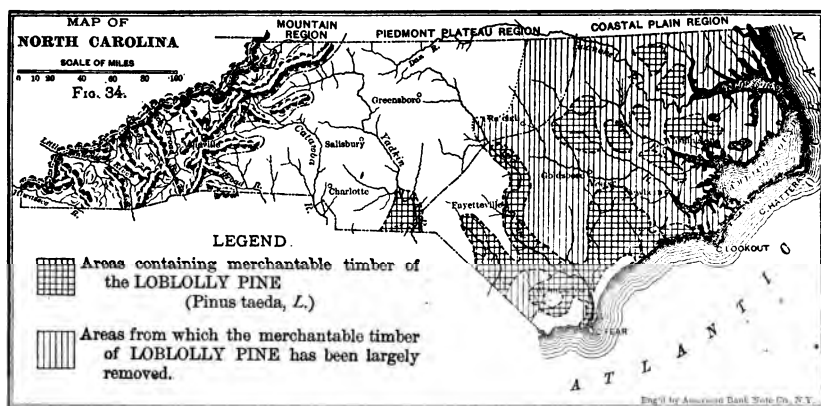 MAP OF
NORTH CAROLINA
SCALE OF MILES
0 10 20 40 60 80 100
FIG. 34.
MOUNTAIN
REGION
PIEDMONT PLATEAU REGION
COASTAL PLAIN REGION
Dan R.
Greensboro
Raleigh
Catawba
Salisbury
Yadkin
Charlotte
Goldsboro
Fayetteville
C. HATTERAS
C. LOOKOUT
C. FEAR
ATLANTIC
LEGEND.
Areas containing merchantable timber of
the LOBLOLLY PINE
(Pinus taeda, L.)
Areas from which the merchantable timber
of LOBLOLLY PINE has been largely
removed.
Eng'd by American Bank Note Co., N.Y.